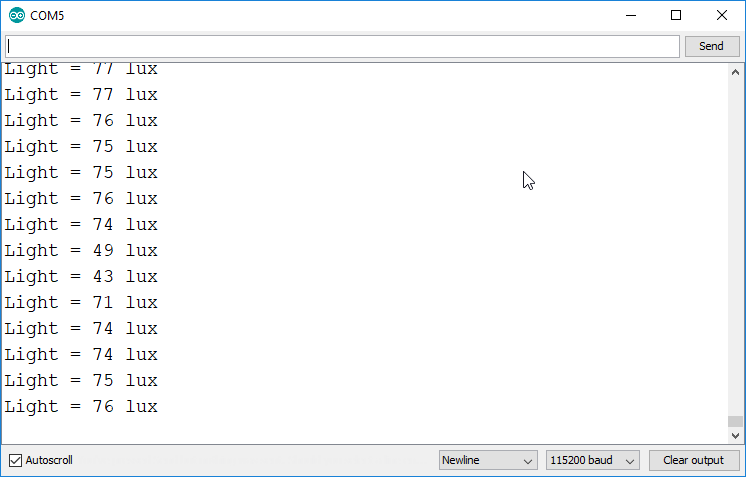 COM5
Send
Light = 77 lux
Light = 77 lux
Light = 76 lux
Light = 75 lux
Light = 75 lux
Light = 76 lux
Light = 74 lux
Light = 49 lux
Light = 43 lux
Light = 71 lux
Light = 74 lux
Light = 74 lux
Light = 75 lux
Light = 76 lux
Autoscroll Newline 115200 baud Clear output